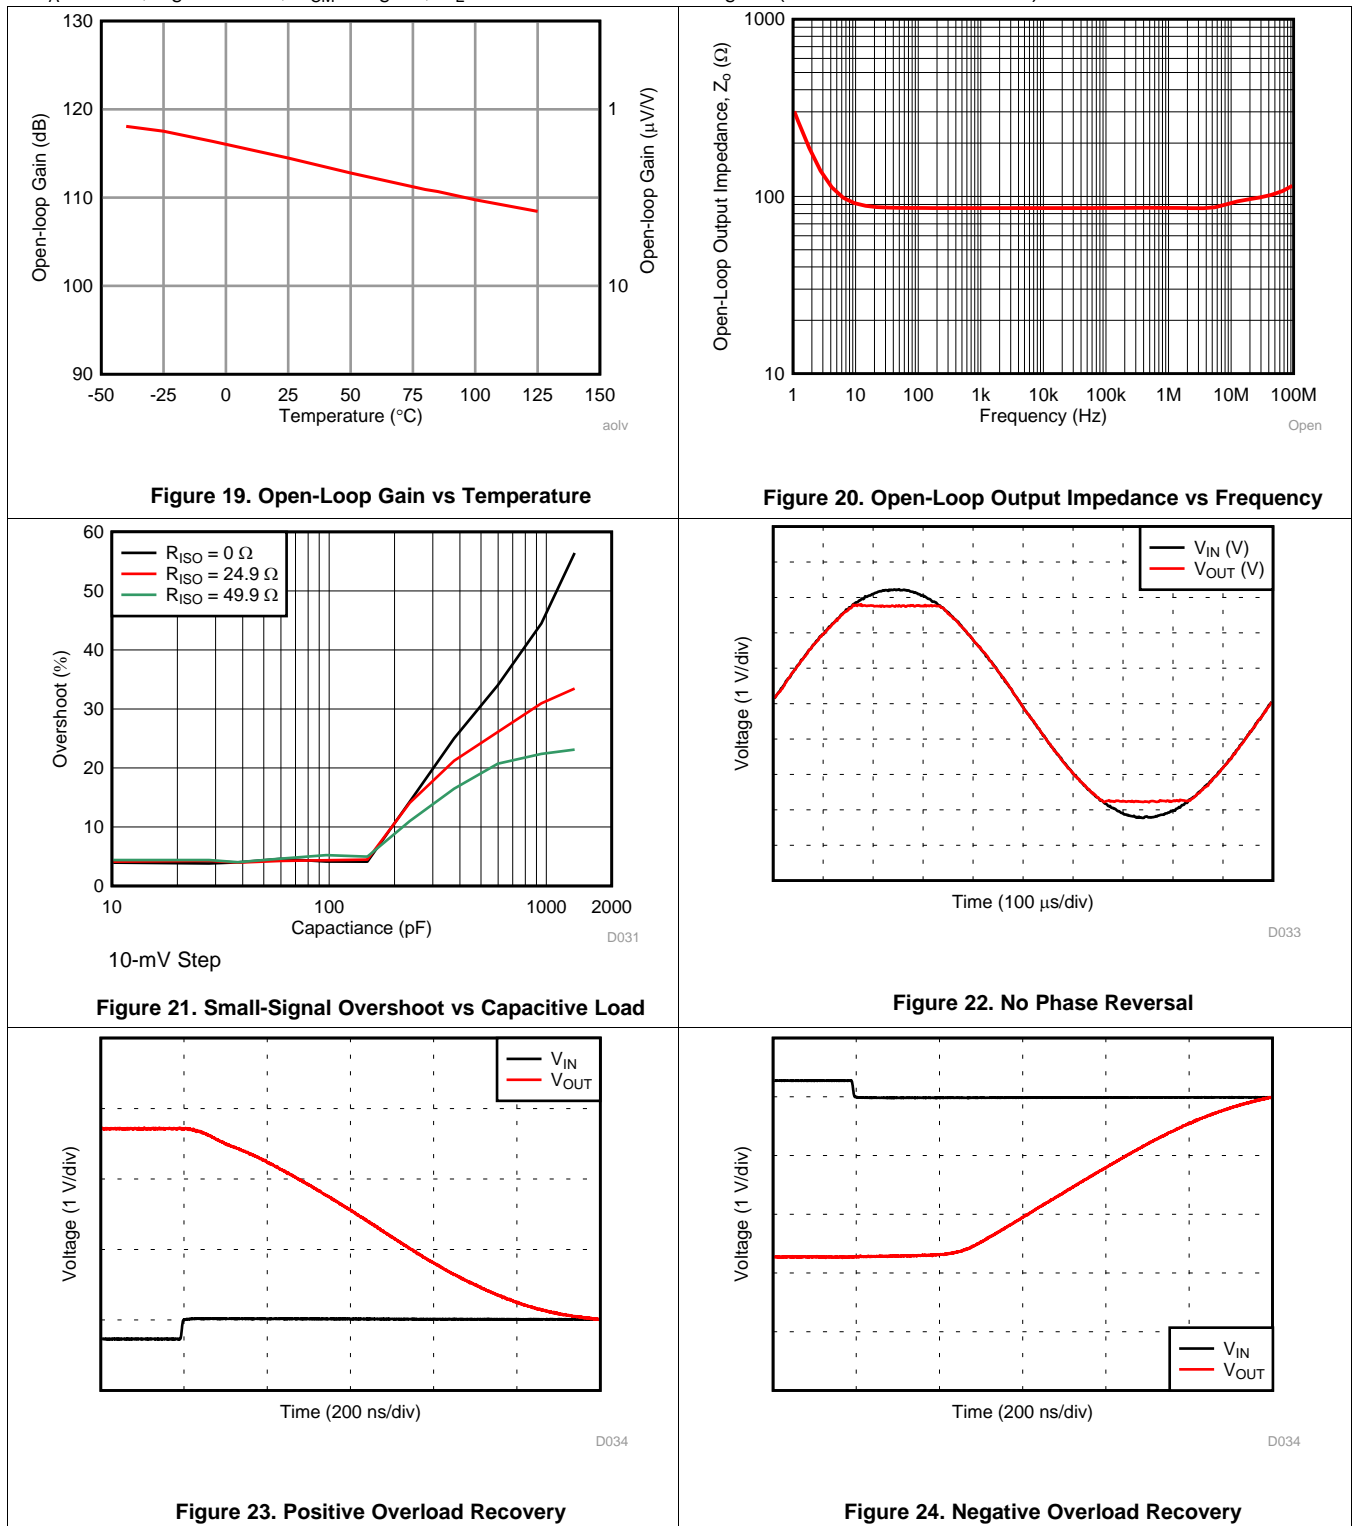 130
120
110
100
90
1
10
Open-loop Gain (dB)
Open-loop Gain (μV/V)
-50 -25 0 25 50 75 100 125 150
Temperature (°C)
aolv
Figure 19. Open-Loop Gain vs Temperature
1000
100
10
Open-Loop Output Impedance, Zo (Ω)
1 10 100 1k 10k 100k 1M 10M 100M
Frequency (Hz)
Open
Figure 20. Open-Loop Output Impedance vs Frequency
60
50
40
30
20
10
0
Overshoot (%)
RISO = 0 Ω
RISO = 24.9 Ω
RISO = 49.9 Ω
10 100 1000 2000
Capactiance (pF)
D031
10-mV Step
Figure 21. Small-Signal Overshoot vs Capacitive Load
VIN (V)
VOUT (V)
Voltage (1 V/div)
Time (100 μs/div)
D033
Figure 22. No Phase Reversal
VIN
VOUT
Voltage (1 V/div)
Time (200 ns/div)
D034
Figure 23. Positive Overload Recovery
Voltage (1 V/div)
VIN
VOUT
Time (200 ns/div)
D034
Figure 24. Negative Overload Recovery